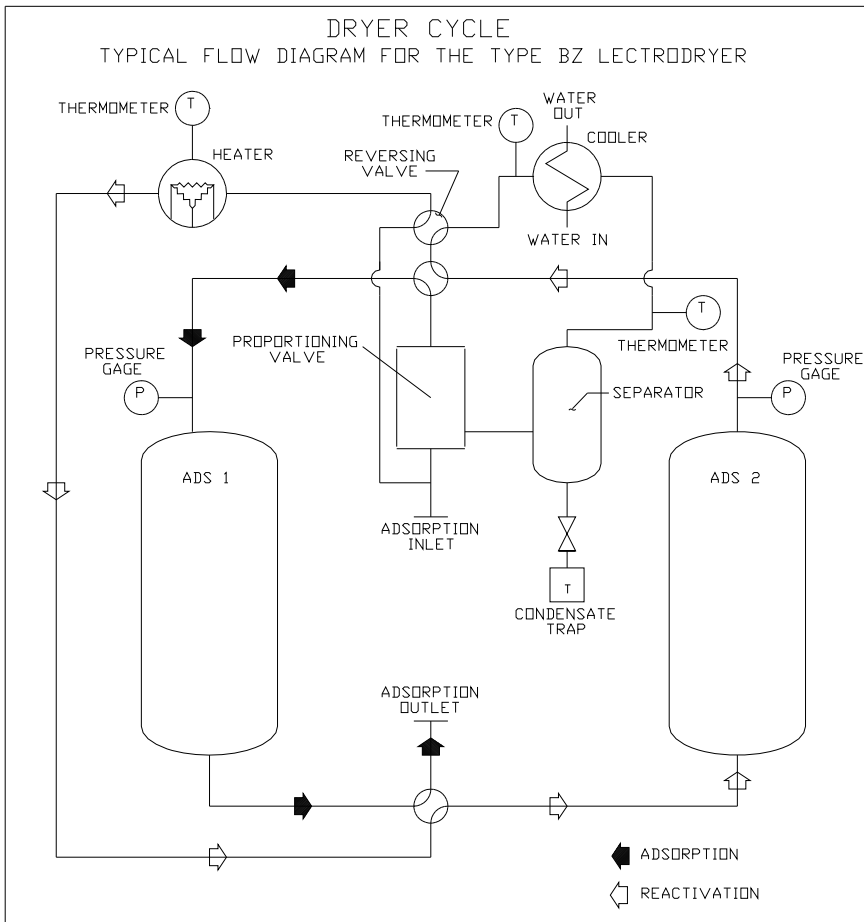 DRYER CYCLE
TYPICAL FLOW DIAGRAM FOR THE TYPE BZ LECTRODRYER
THERMOMETER
T
HEATER
THERMOMETER
T
WATER
OUT
COOLER
WATER IN
REVERSING
VALVE
PRESSURE
GAGE
P
PROPORTIONING
VALVE
T
THERMOMETER
PRESSURE
GAGE
P
SEPARATOR
ADS 1
ADS 2
ADSORPTION
INLET
T
CONDENSATE
TRAP
ADSORPTION
OUTLET
ADSORPTION
REACTIVATION